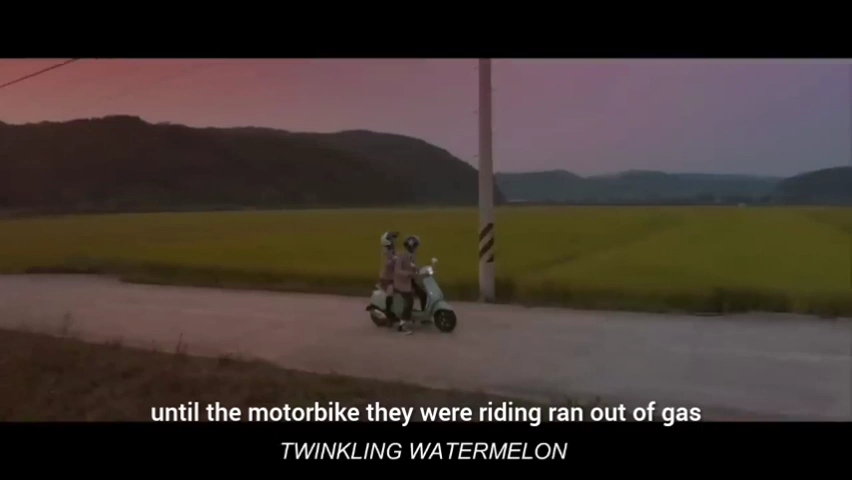 until the motorbike they were riding ran out of gas
TWINKLING WATERMELON